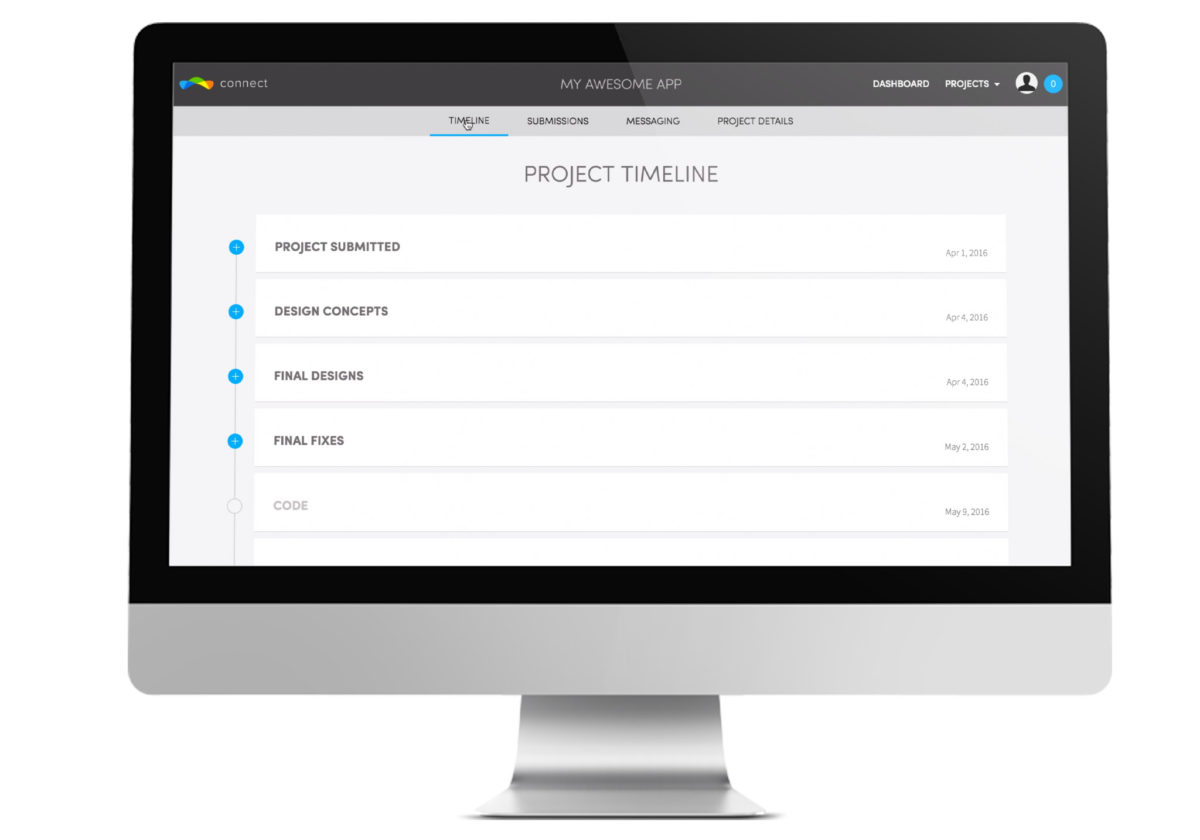 connect
MY AWESOME APP
DASHBOARD
PROJECTS
0
TIMELINE
SUBMISSIONS
MESSAGING
PROJECT DETAILS
PROJECT TIMELINE
PROJECT SUBMITTED
Apr 1, 2016
DESIGN CONCEPTS
Apr 4, 2016
FINAL DESIGNS
Apr 4, 2016
FINAL FIXES
May 2, 2016
CODE
May 9, 2016